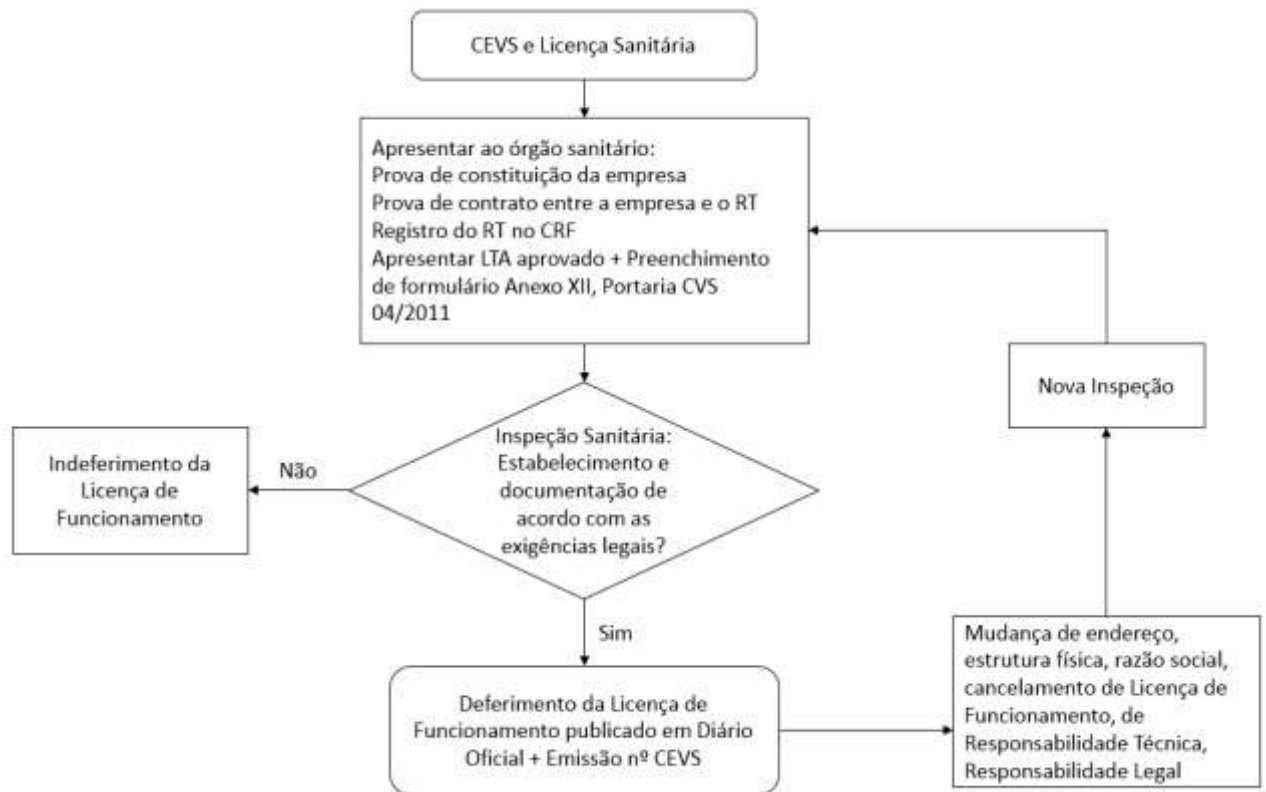 CEVS e Licença Sanitária
Apresentar ao órgão sanitário:
Prova de constituição da empresa
Prova de contrato entre a empresa e o RT
Registro do RT no CRF
Apresentar LTA aprovado + Preenchimento
de formulário Anexo XII, Portaria CVS
04/2011
Nova Inspeção
Inspeção Sanitária:
Estabelecimento e
documentação de
acordo com as
exigências legais?
Não
Indeferimento da
Licença de
Funcionamento
Sim
Deferimento da Licença de
Funcionamento publicado em Diário
Oficial + Emissão nº CEVS
Mudança de endereço,
estrutura física, razão social,
cancelamento de Licença de
Funcionamento, de
Responsabilidade Técnica,
Responsabilidade Legal